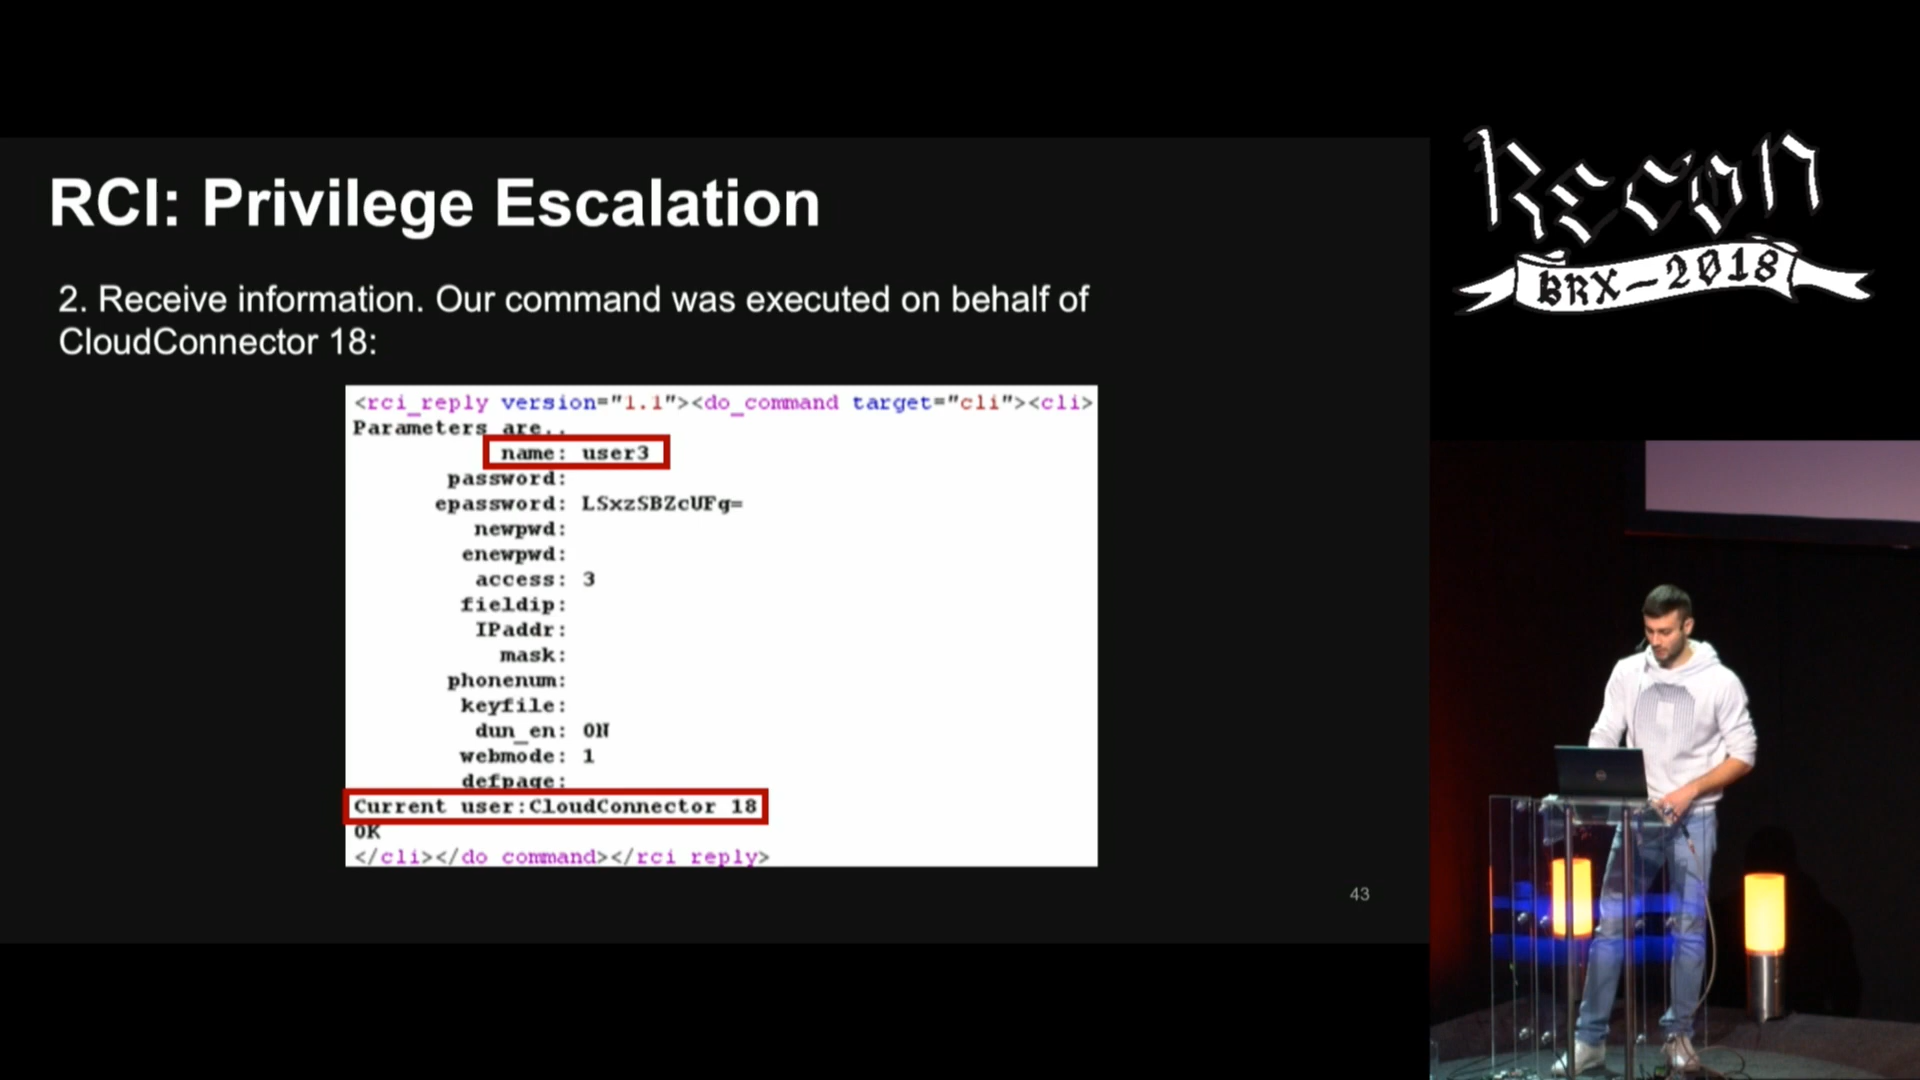 RCI: Privilege Escalation
2. Receive information. Our command was executed on behalf of
CloudConnector 18:
<rci_reply version="1.1"><do_command target="cli"><cli>
Parameters are..
name: user3
password:
epassword: LSxzSBZcUFg=
newpwd:
enewpwd:
access: 3
fieldip:
IPaddr:
mask:
phonenum:
keyfile:
dun_en: ON
webmode: 1
defpage:
Current user:CloudConnector 18
OK
</cli></do_command></rci_reply>
43
Recon
BRX-2018